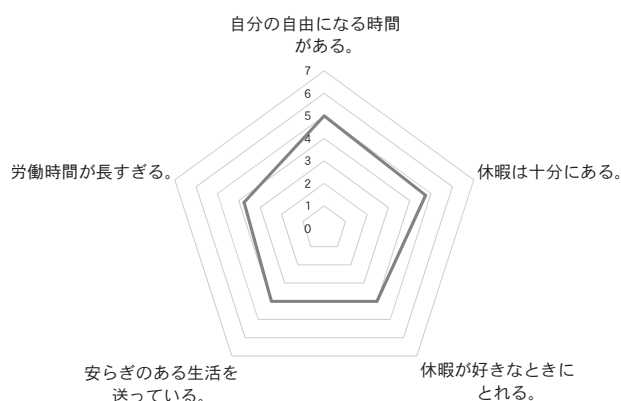 自分の自由になる時間
がある。
7
6
5
4
3
2
1
0
労働時間が長すぎる。
休暇は十分にある。
安らぎのある生活を
送っている。
休暇が好きなときに
とれる。